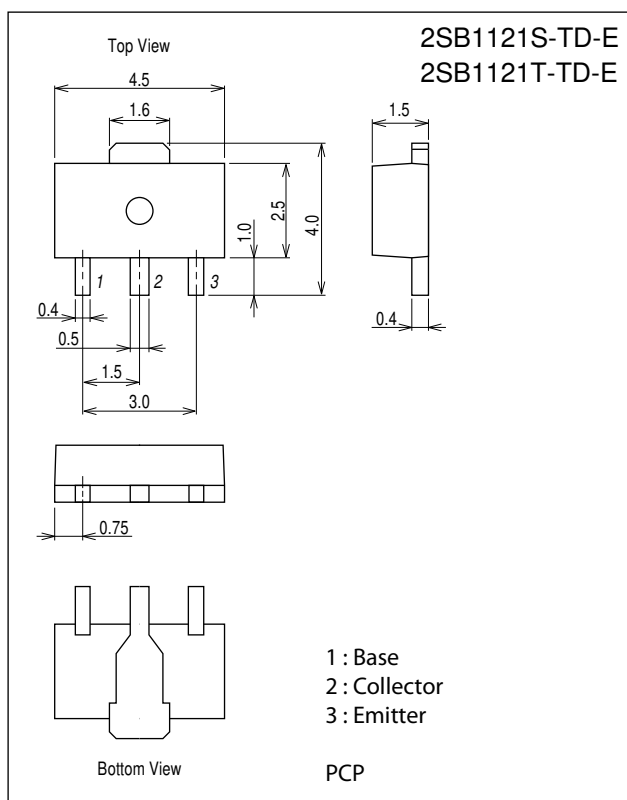 2SB1121S-TD-E
2SB1121T-TD-E
Top View
4.5
1.6
1.5
2.5
1.0
4.0
1
2
3
0.4
0.5
0.4
1.5
3.0
0.75
1 : Base
2 : Collector
3 : Emitter
Bottom View
PCP